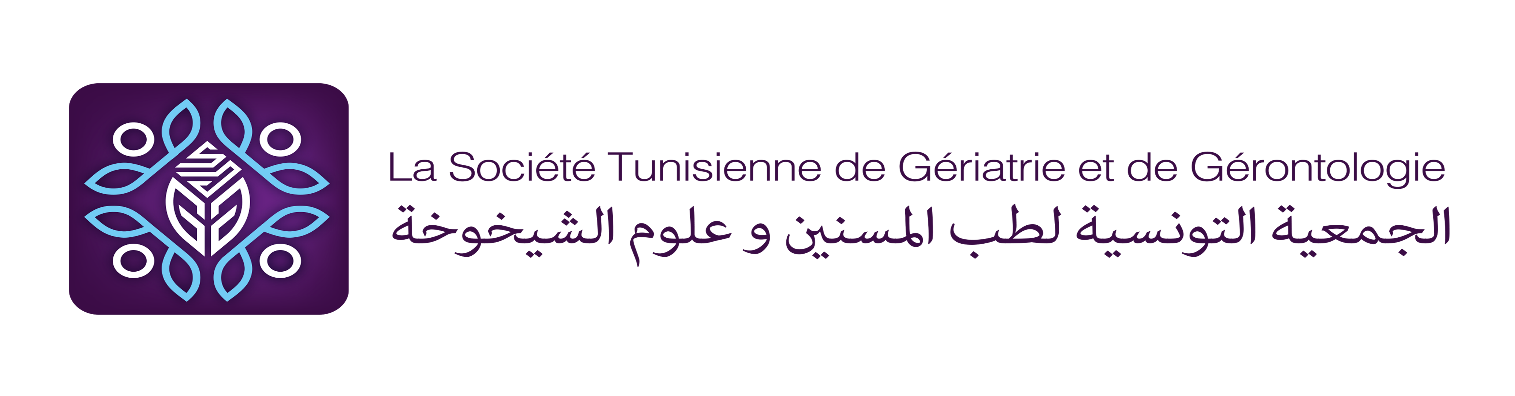 La Société Tunisienne de Gériatrie et de Gérontologie
الجمعية التونسية لطب المسنين و علوم الشيخوخة